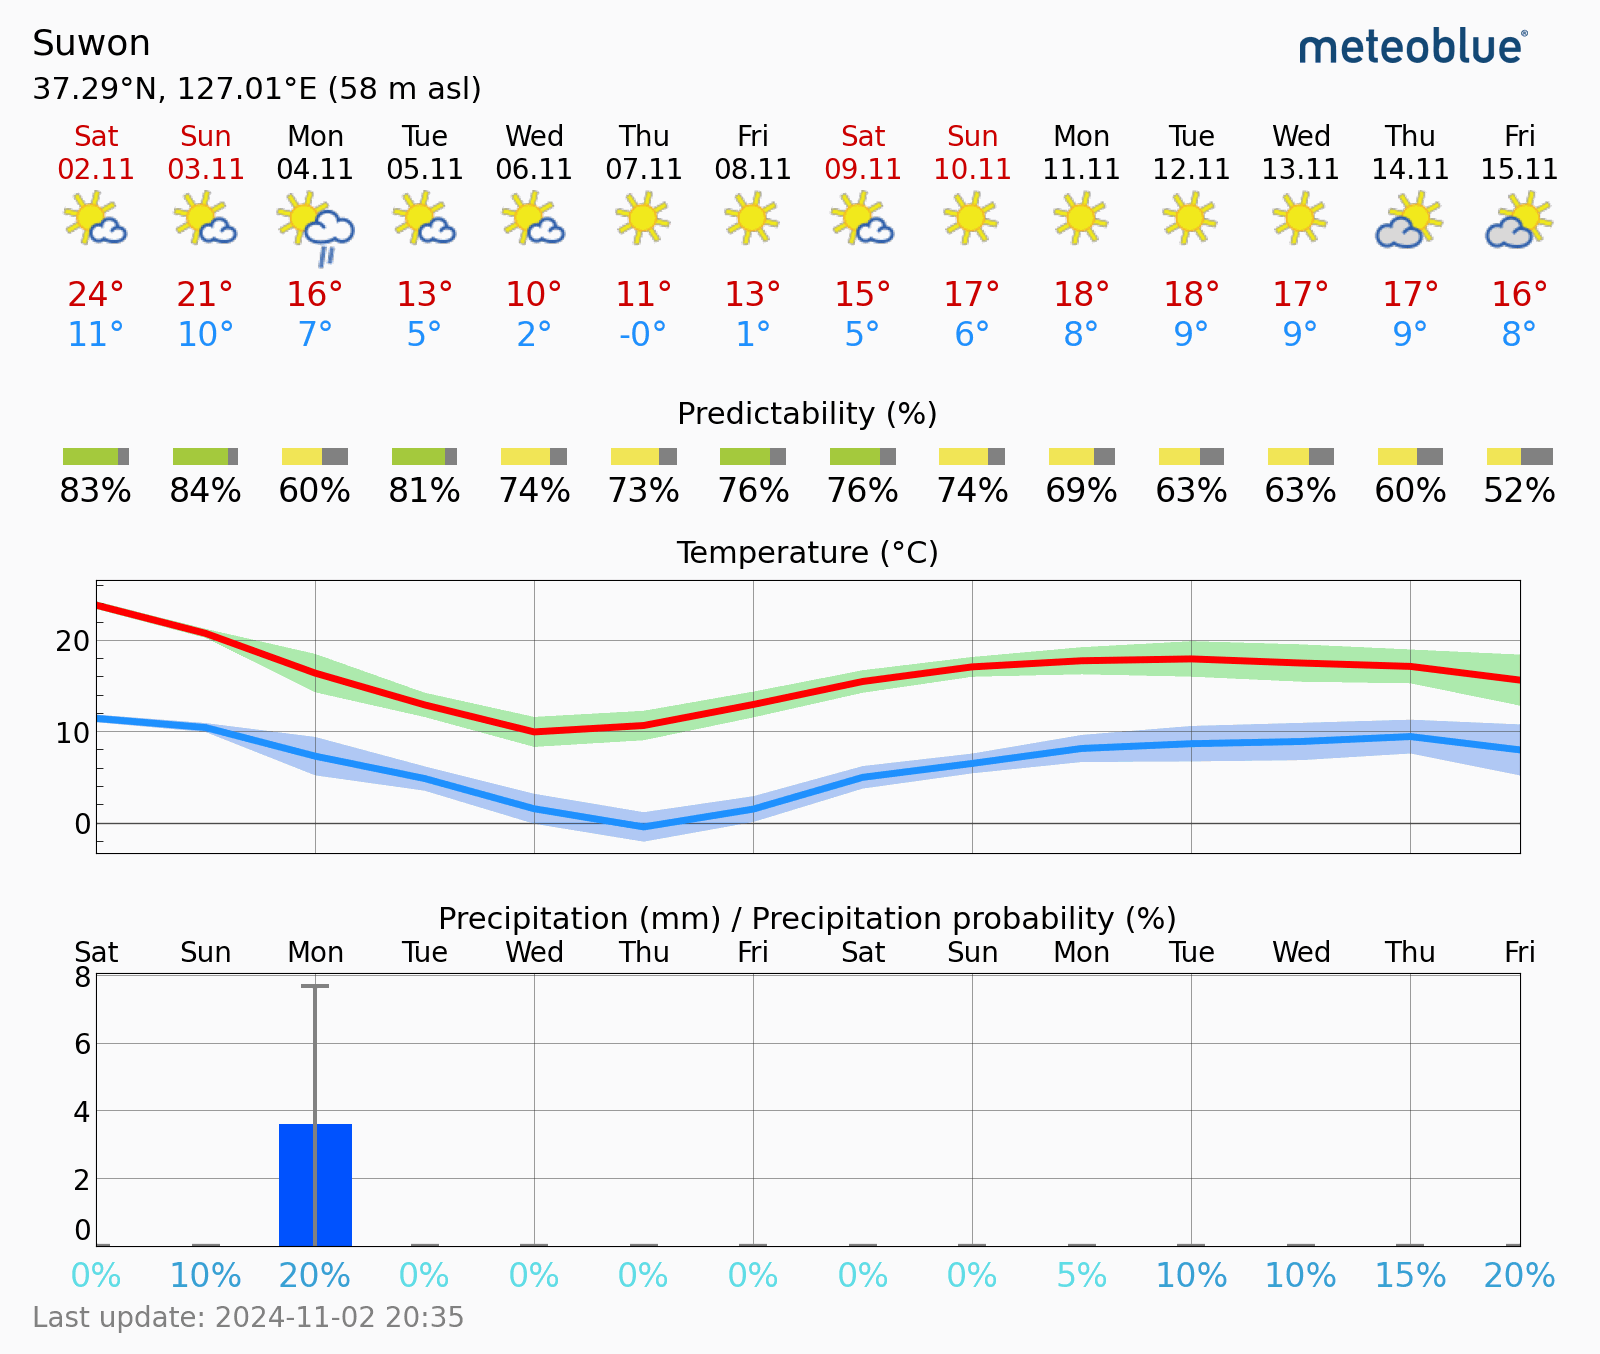 Suwon
meteoblue®
37.29°N, 127.01°E (58 m asl)
Sat Sun Mon Tue Wed Thu Fri Sat Sun Mon Tue Wed Thu Fri
02.11 03.11 04.11 05.11 06.11 07.11 08.11 09.11 10.11 11.11 12.11 13.11 14.11 15.11
24° 21° 16° 13° 10° 11° 13° 15° 17° 18° 18° 17° 17° 16°
11° 10° 7° 5° 2° -0° 1° 5° 6° 8° 9° 9° 9° 8°
Predictability (%)
83% 84% 60% 81% 74% 73% 76% 76% 74% 69% 63% 63% 60% 52%
Temperature (°C)
20
10
0
Precipitation (mm) / Precipitation probability (%)
Sat Sun Mon Tue Wed Thu Fri Sat Sun Mon Tue Wed Thu Fri
8
6
4
2
0
0% 10% 20% 0% 0% 0% 0% 0% 0% 5% 10% 10% 15% 20%
Last update: 2024-11-02 20:35